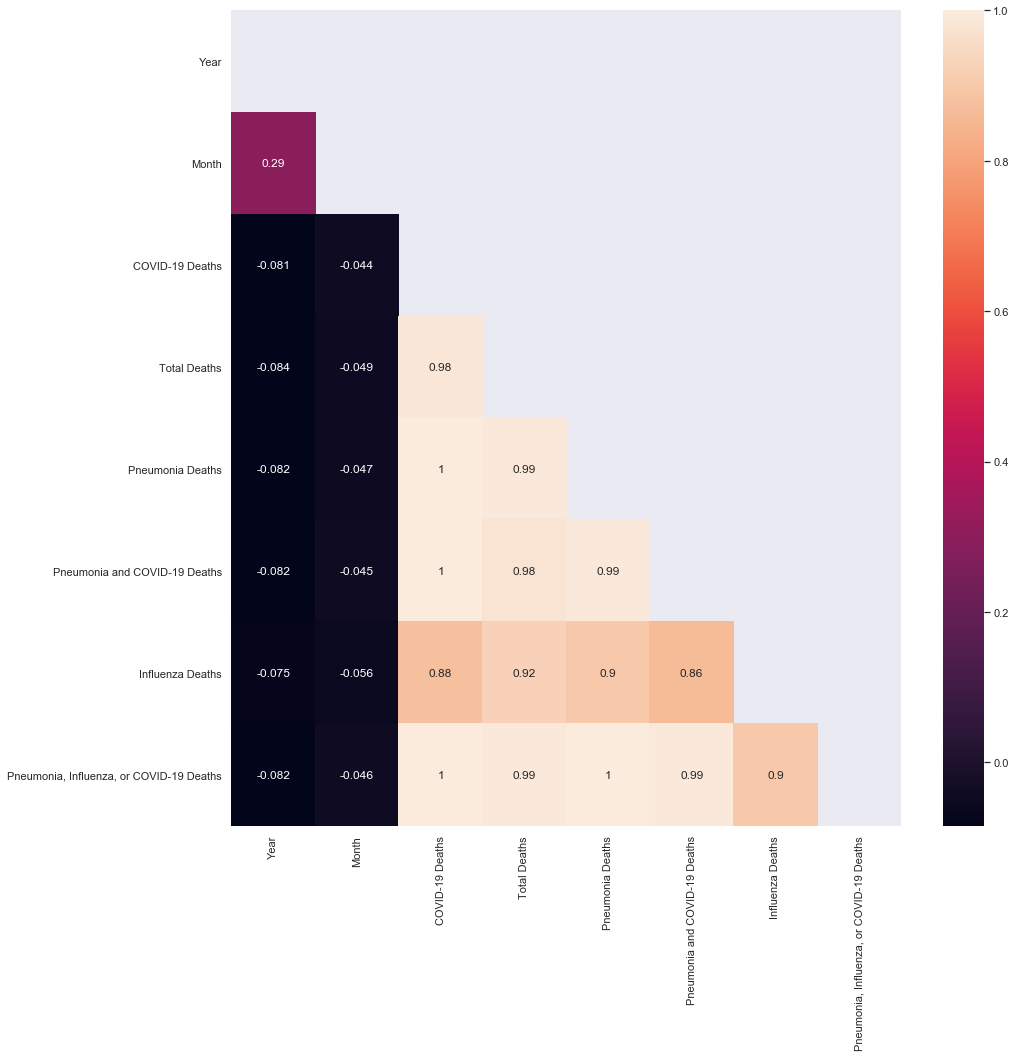 1.0
Year
Month
0.29
0.8
COVID-19 Deaths
-0.081
-0.044
0.6
Total Deaths
-0.084
-0.049
0.98
Pneumonia Deaths
-0.082
-0.047
1
0.99
0.4
Pneumonia and COVID-19 Deaths
-0.082
-0.045
1
0.98
0.99
0.2
Influenza Deaths
-0.075
-0.056
0.88
0.92
0.9
0.86
0.0
Pneumonia, Influenza, or COVID-19 Deaths
-0.082
-0.046
1
0.99
1
0.99
0.9
Year
Month
COVID-19 Deaths
Total Deaths
Pneumonia Deaths
Pneumonia and COVID-19 Deaths
Influenza Deaths
Pneumonia, Influenza, or COVID-19 Deaths